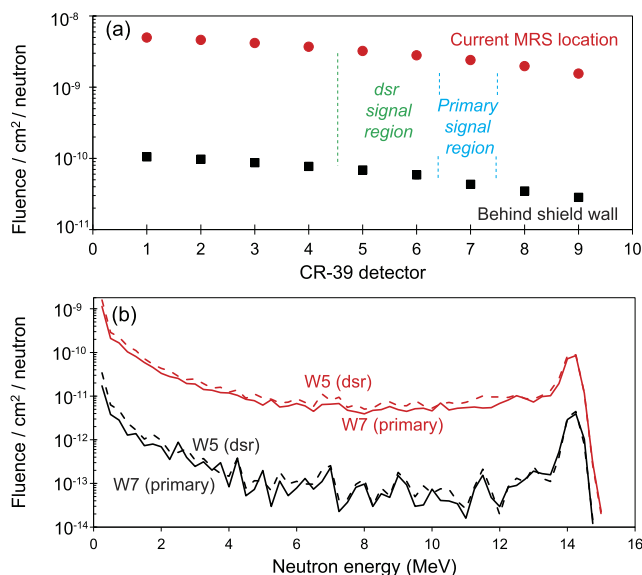 10⁻⁸
(a)
Current MRS location
10⁻⁹
dsr
signal
region
Primary
signal
region
10⁻¹⁰
Behind shield wall
10⁻¹¹
Fluence / cm² / neutron
0 1 2 3 4 5 6 7 8 9 10
CR-39 detector
(b)
10⁻⁹
10⁻¹⁰
W5 (dsr)
10⁻¹¹
W7 (primary)
10⁻¹²
W5 (dsr)
W7 (primary)
10⁻¹³
10⁻¹⁴
Fluence / cm² / neutron
0 2 4 6 8 10 12 14 16
Neutron energy (MeV)